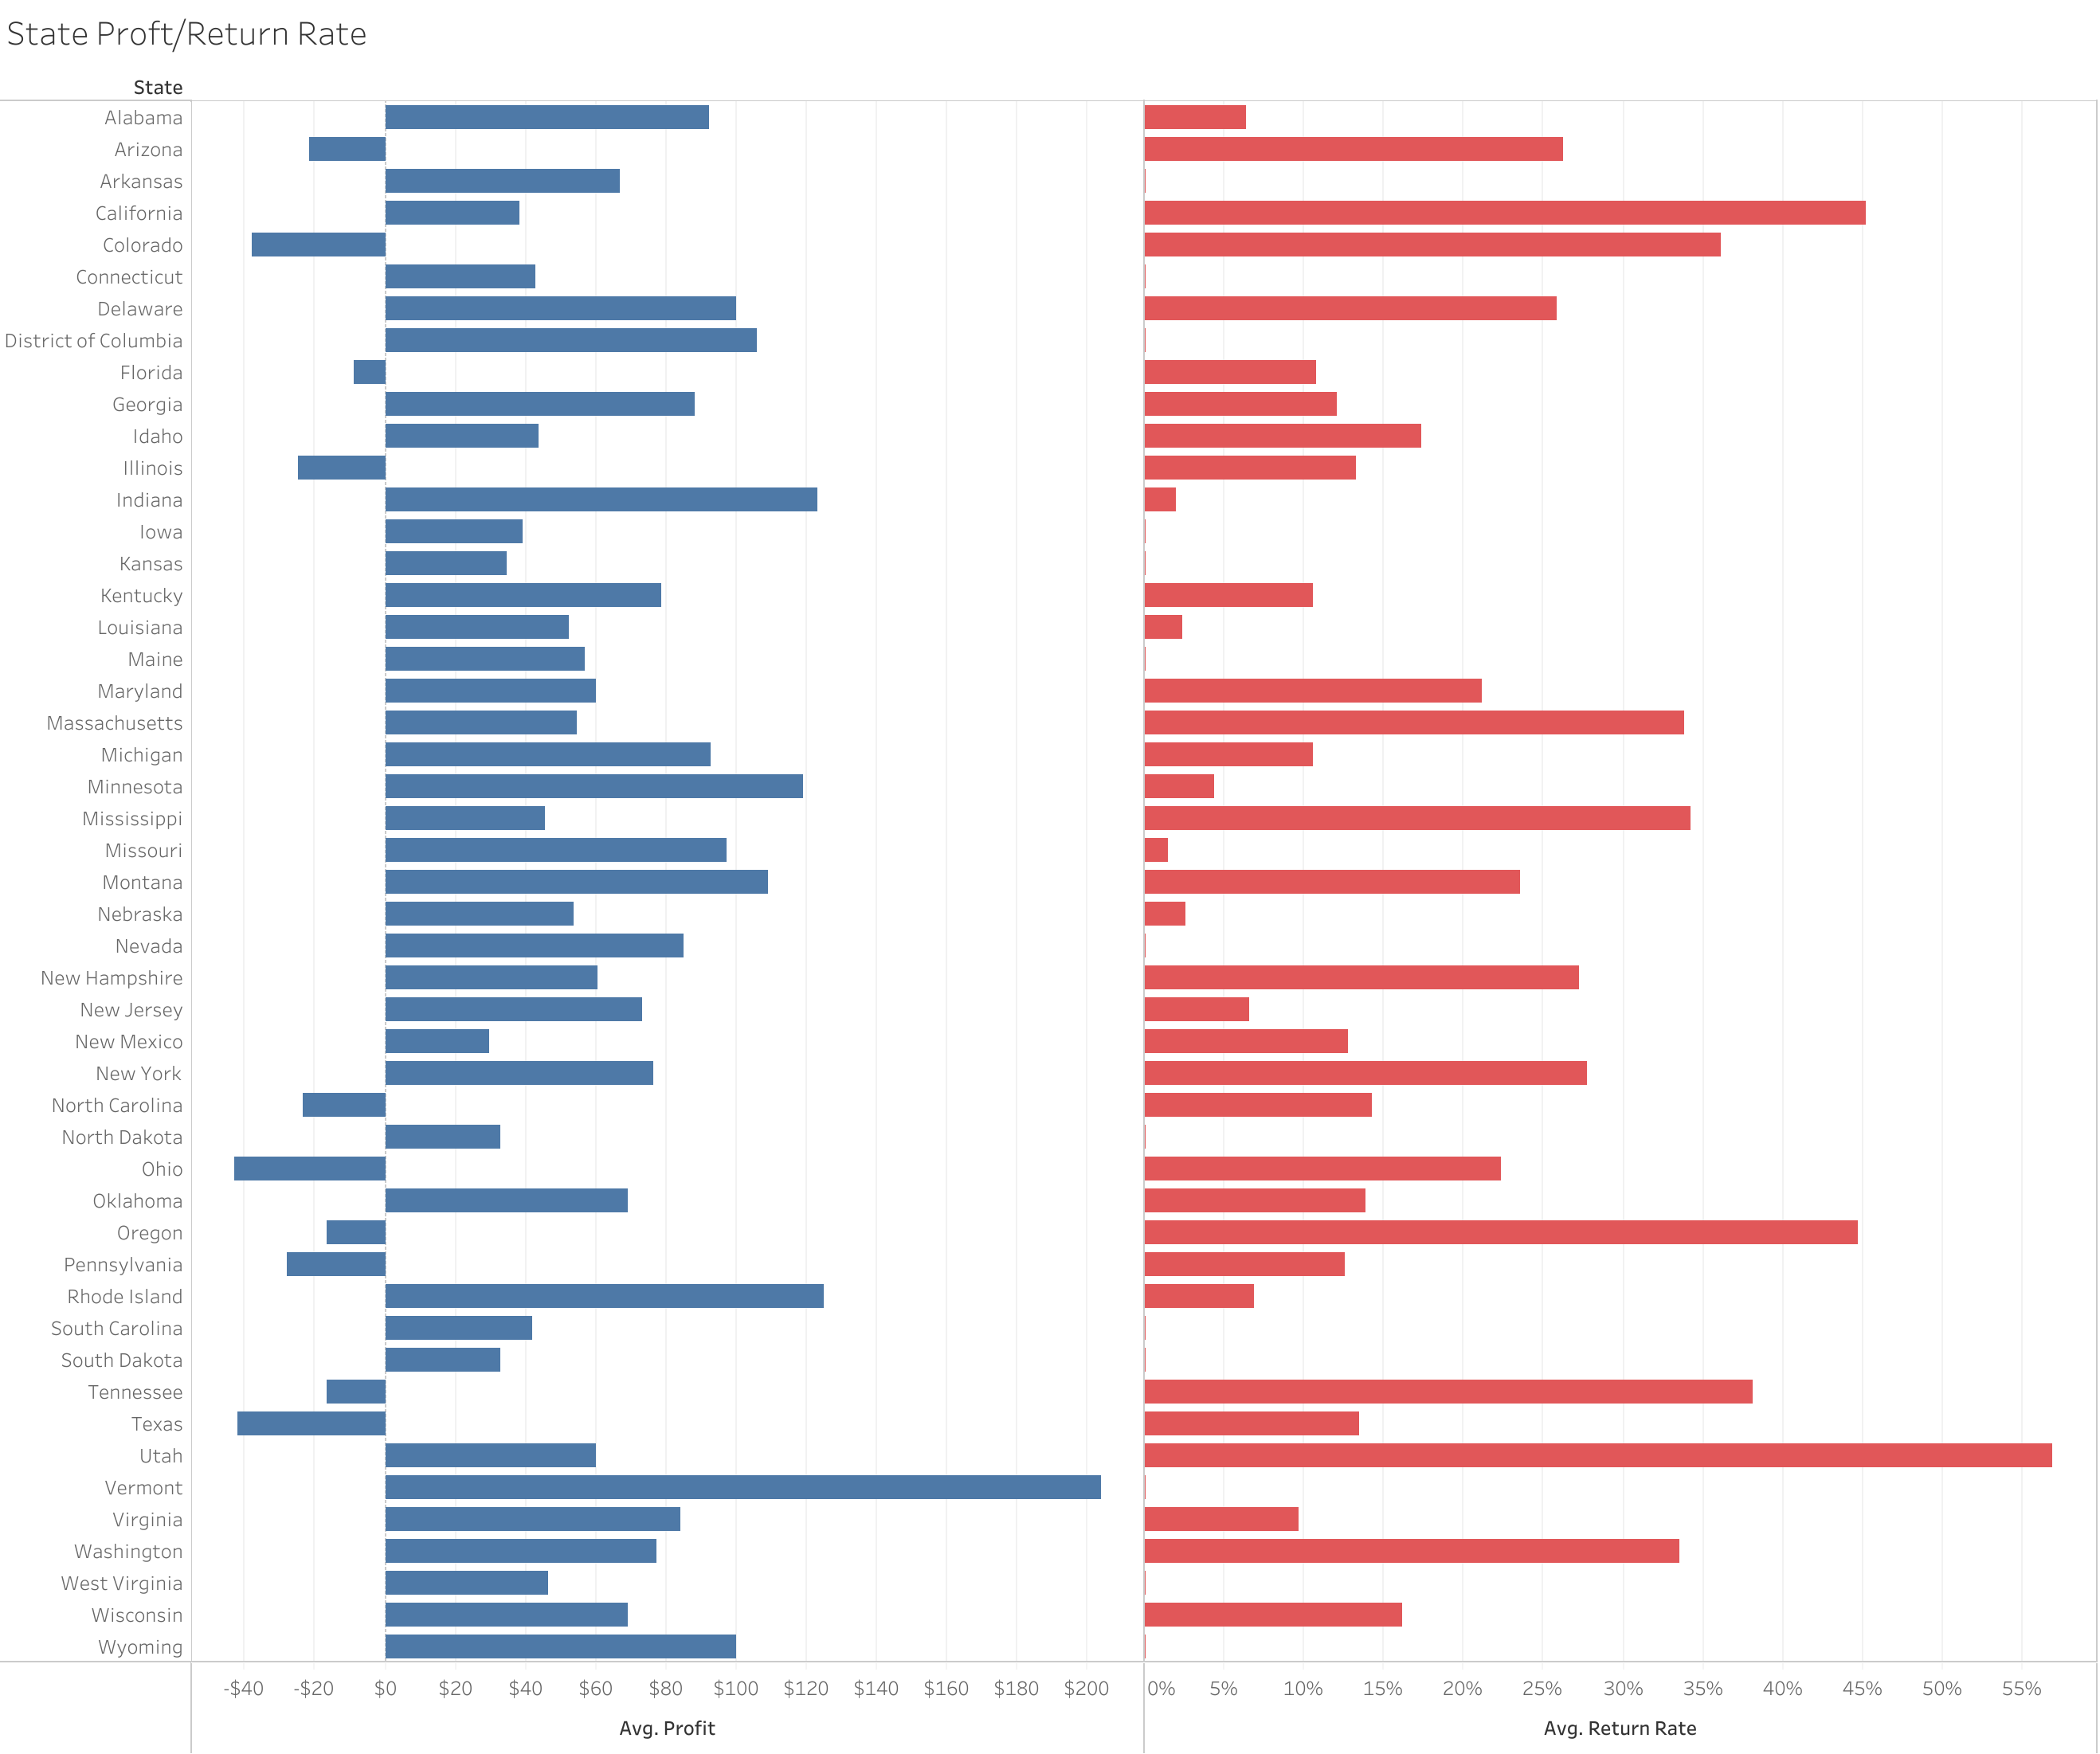 State Proft/Return Rate
State
Alabama
Arizona
Arkansas
California
Colorado
Connecticut
Delaware
District of Columbia
Florida
Georgia
Idaho
Illinois
Indiana
Iowa
Kansas
Kentucky
Louisiana
Maine
Maryland
Massachusetts
Michigan
Minnesota
Mississippi
Missouri
Montana
Nebraska
Nevada
New Hampshire
New Jersey
New Mexico
New York
North Carolina
North Dakota
Ohio
Oklahoma
Oregon
Pennsylvania
Rhode Island
South Carolina
South Dakota
Tennessee
Texas
Utah
Vermont
Virginia
Washington
West Virginia
Wisconsin
Wyoming
-$40 -$20 $0 $20 $40 $60 $80 $100 $120 $140 $160 $180 $200 0% 5% 10% 15% 20% 25% 30% 35% 40% 45% 50% 55%
Avg. Profit Avg. Return Rate